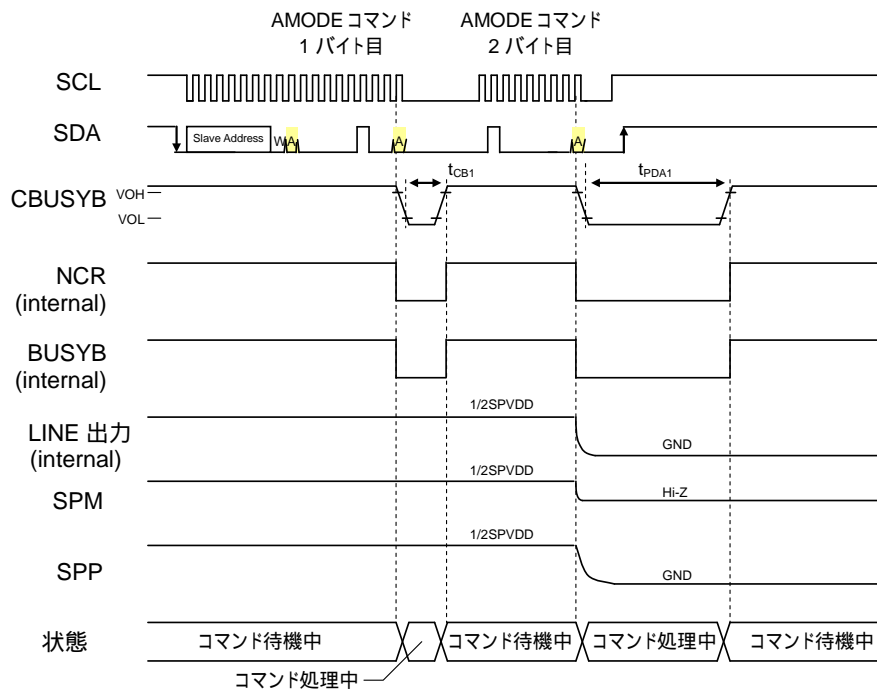 AMODE コマンド
1 バイト目
AMODE コマンド
2 バイト目
SCL
SDA
Slave Address
W
A
A
A
tCB1
tPDA1
CBUSYB
VOH
VOL
NCR
(internal)
BUSYB
(internal)
1/2SPVDD
LINE 出力
(internal)
GND
1/2SPVDD
SPM
Hi-Z
1/2SPVDD
SPP
GND
状態
コマンド待機中
コマンド待機中
コマンド処理中
コマンド待機中
コマンド処理中